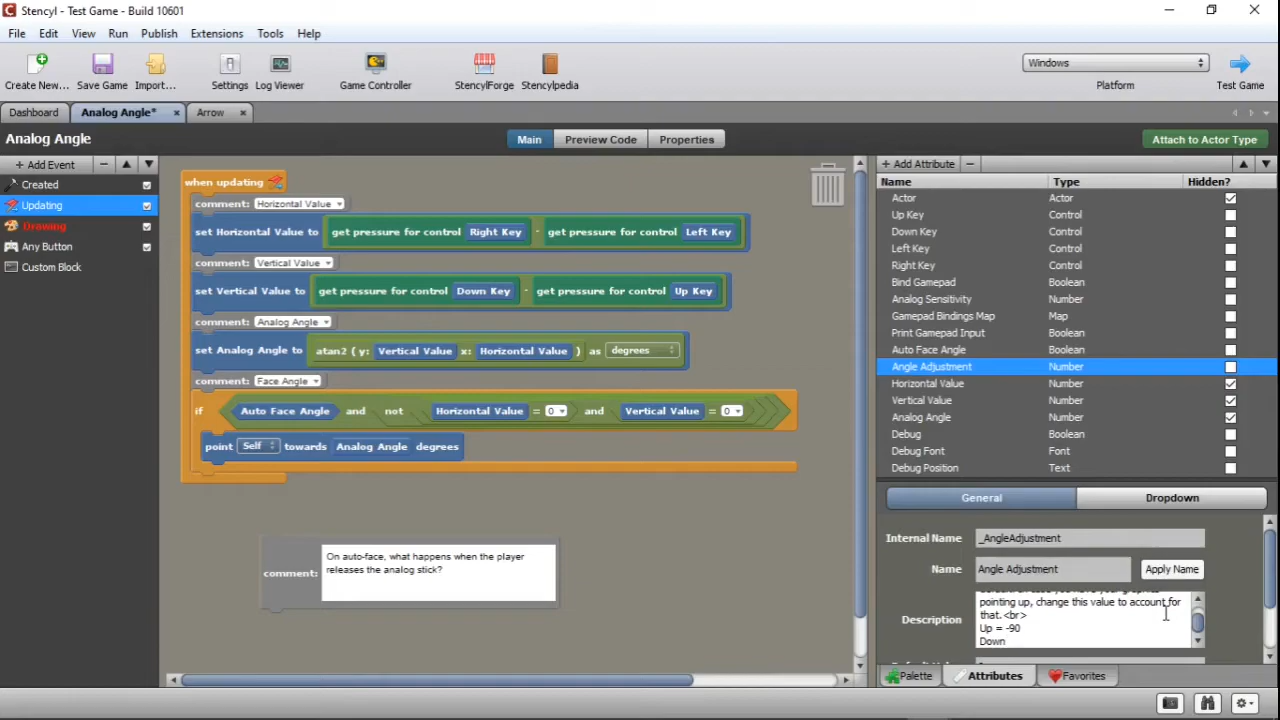 Stencyl - Test Game - Build 10601
File Edit View Run Publish Extensions Tools Help
Create New... Save Game Import... Settings Log Viewer Game Controller StencylForge Stencylpedia
Windows
Platform Test Game
Dashboard Analog Angle* Arrow
Analog Angle
Main Preview Code Properties
Attach to Actor Type
+ Add Event
Created
Updating
Drawing
Any Button
Custom Block
when updating
comment: Horizontal Value
set Horizontal Value to get pressure for control Right Key - get pressure for control Left Key
comment: Vertical Value
set Vertical Value to get pressure for control Down Key - get pressure for control Up Key
comment: Analog Angle
set Analog Angle to atan2 ( y: Vertical Value x: Horizontal Value ) as degrees
comment: Face Angle
if Auto Face Angle and not Horizontal Value = 0 and Vertical Value = 0
point Self towards Analog Angle degrees
comment:
On auto-face, what happens when the player
releases the analog stick?
+ Add Attribute
Name Type Hidden?
Actor Actor
Up Key Control
Down Key Control
Left Key Control
Right Key Control
Bind Gamepad Boolean
Analog Sensitivity Number
Gamepad Bindings Map Map
Print Gamepad Input Boolean
Auto Face Angle Boolean
Angle Adjustment Number
Horizontal Value Number
Vertical Value Number
Analog Angle Number
Debug Boolean
Debug Font Font
Debug Position Text
General Dropdown
Internal Name _AngleAdjustment
Name Angle Adjustment Apply Name
Description
pointing up, change this value to account for
that.<br>
Up = -90
Down
Palette Attributes Favorites